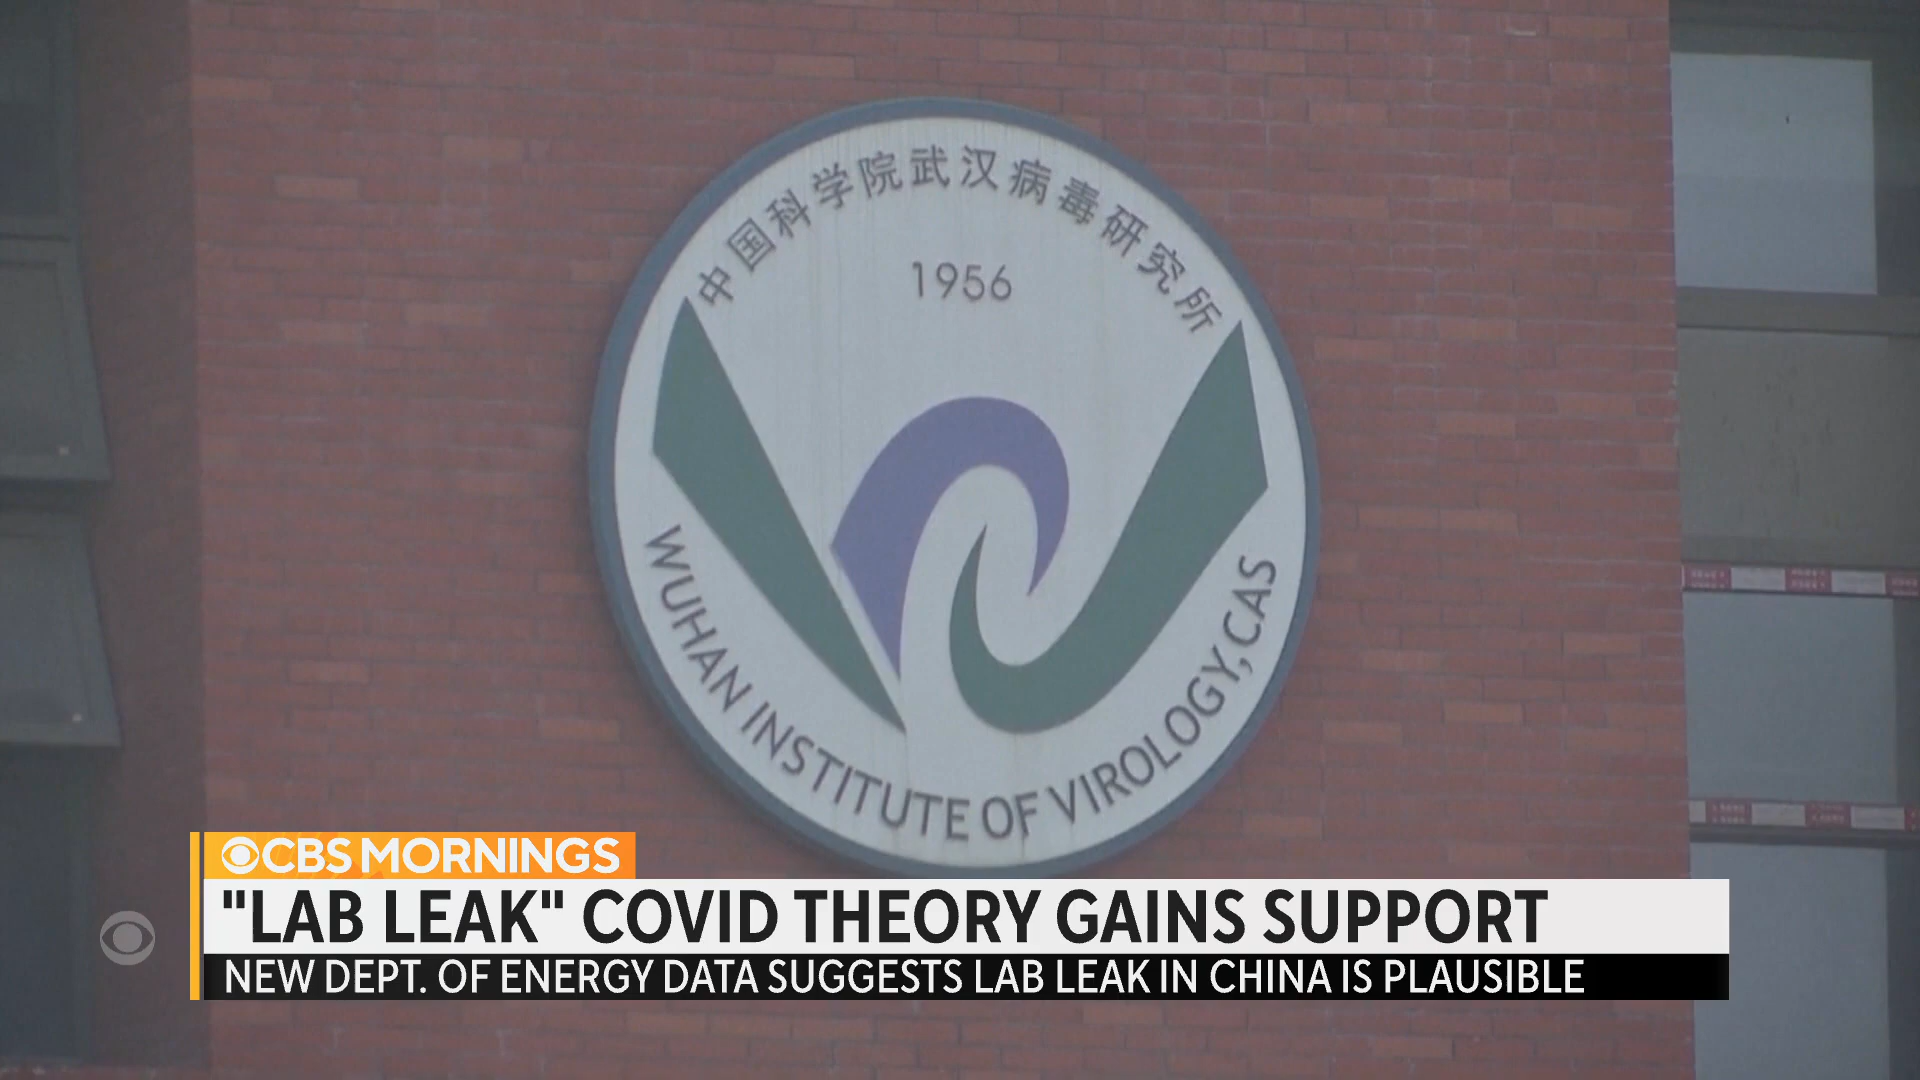 中国科学院武汉病毒研究所
1956
WUHAN INSTITUTE OF VIROLOGY, CAS
CBS MORNINGS
"LAB LEAK" COVID THEORY GAINS SUPPORT
NEW DEPT. OF ENERGY DATA SUGGESTS LAB LEAK IN CHINA IS PLAUSIBLE